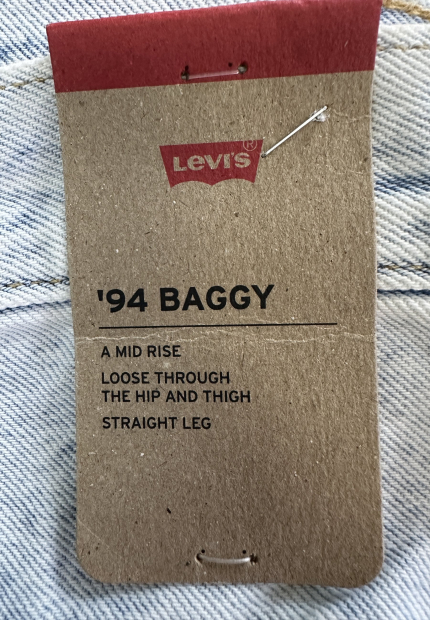 Levi's®
'94 BAGGY
A MID RISE
LOOSE THROUGH
THE HIP AND THIGH
STRAIGHT LEG